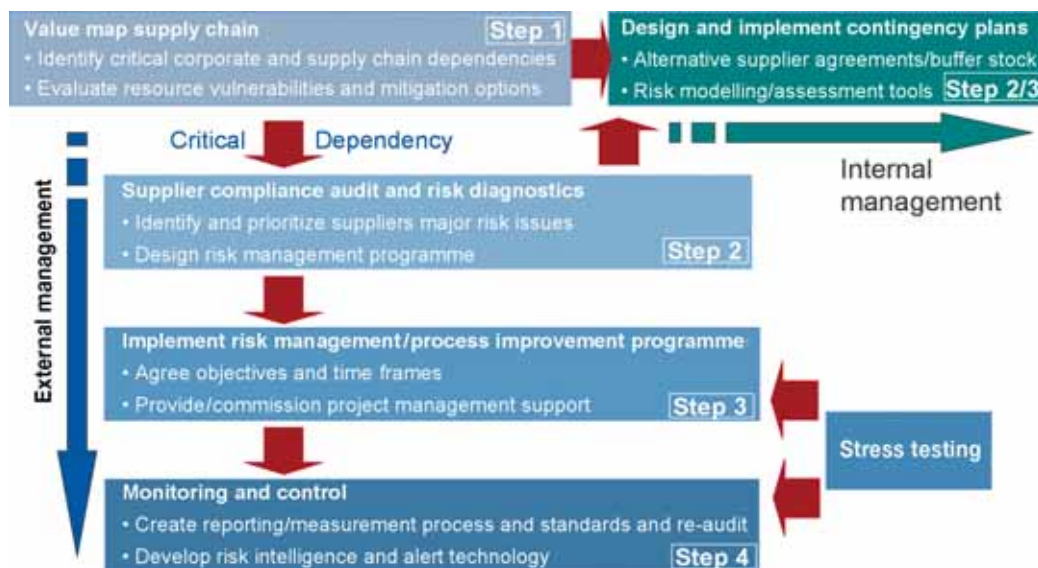 Value map supply chain
Step 1
• Identify critical corporate and supply chain dependencies
• Evaluate resource vulnerabilities and mitigation options
Design and implement contingency plans
• Alternative supplier agreements/buffer stock
• Risk modelling/assessment tools
Step 2/3
Critical Dependency
Internal
management
External management
Supplier compliance audit and risk diagnostics
• Identify and prioritize suppliers major risk issues
• Design risk management programme
Step 2
Implement risk management/process improvement programme
• Agree objectives and time frames
• Provide/commission project management support
Step 3
Stress testing
Monitoring and control
• Create reporting/measurement process and standards and re-audit
• Develop risk intelligence and alert technology
Step 4